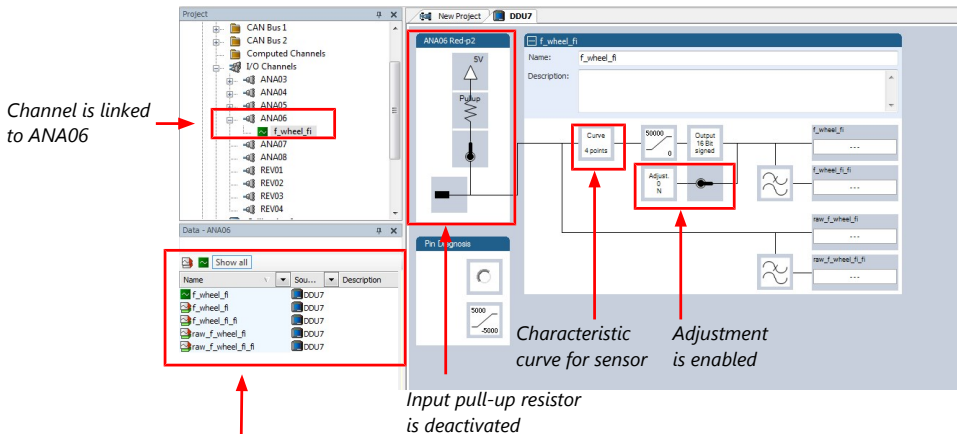 Project
CAN Bus 1
CAN Bus 2
Computed Channels
I/O Channels
ANA03
ANA04
ANA05
ANA06
f_wheel_fi
ANA07
ANA08
REV01
REV02
REV03
REV04
Channel is linked
to ANA06
Data - ANA06
Show all
Name Sou... Description
f_wheel_fi DDU7
f_wheel_fi DDU7
f_wheel_fi_fi DDU7
raw_f_wheel_fi DDU7
raw_f_wheel_fi_fi DDU7
New Project DDU7
ANA06 Red-p2
5V
Pullup
Pin Diagnosis
5000
-5000
f_wheel_fi
Name: f_wheel_fi
Description:
Curve
4 points
50000
0
Output
16 Bit
signed
Adjust.
0
N
f_wheel_fi
---
f_wheel_fi_fi
---
raw_f_wheel_fi
---
raw_f_wheel_fi_fi
---
Characteristic
curve for sensor
Adjustment
is enabled
Input pull-up resistor
is deactivated